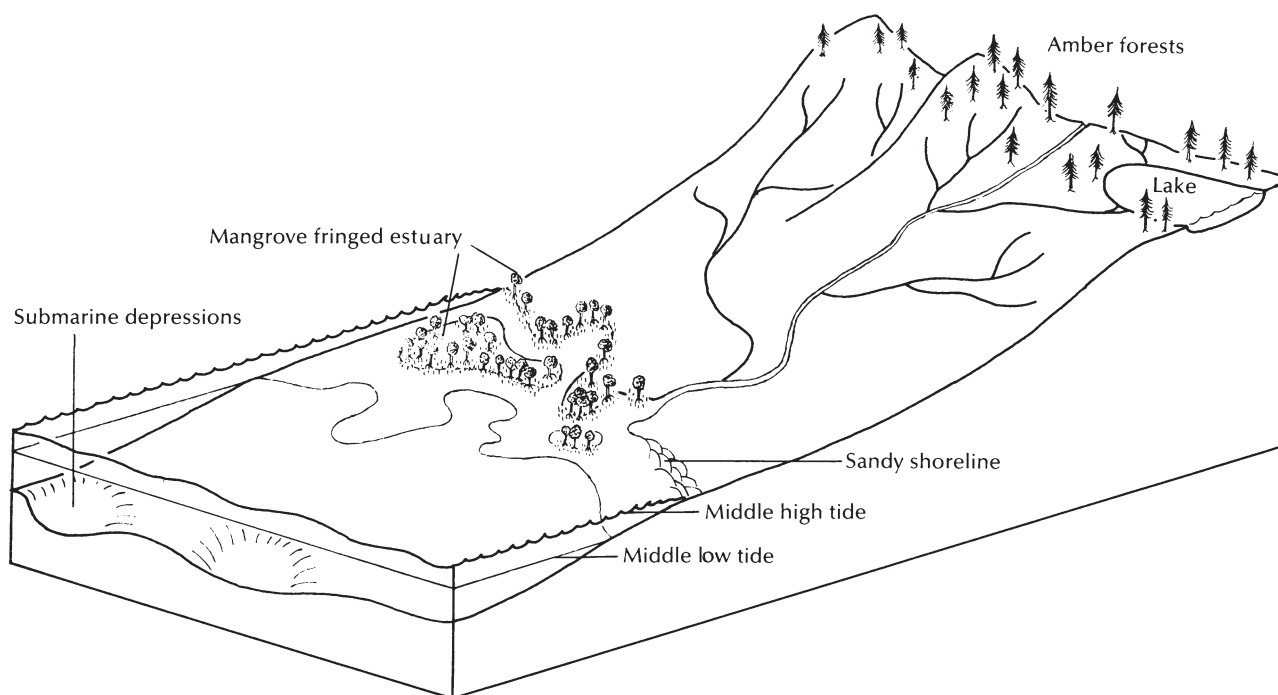 Amber forests
Lake
Mangrove fringed estuary
Submarine depressions
Sandy shoreline
Middle high tide
Middle low tide